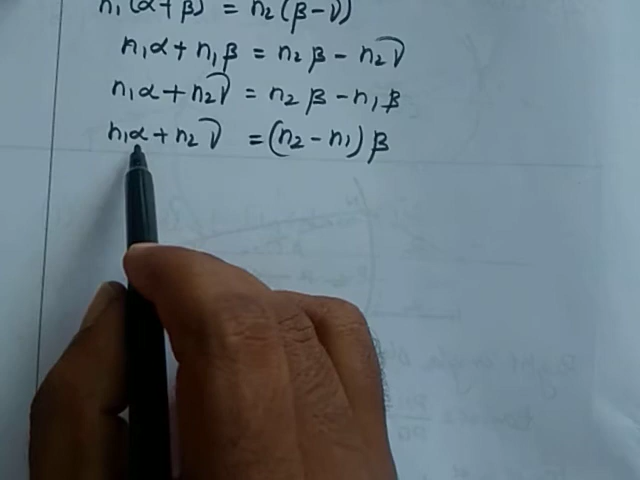 n₁(α+β) = n₂(β-γ)
n₁α + n₁β = n₂β - n₂γ
n₁α + n₂γ = n₂β - n₁β
n₁α + n₂γ = (n₂ - n₁)β